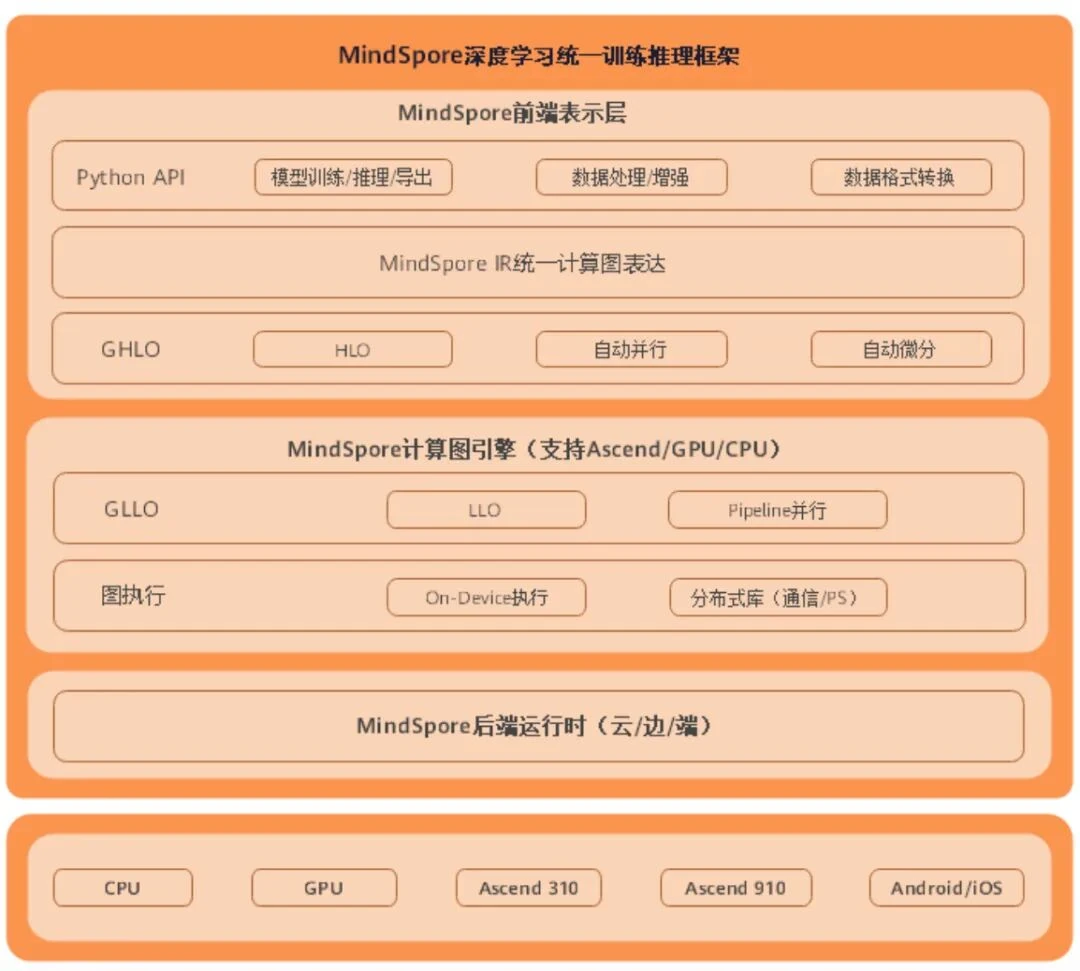 MindSpore深度学习统一训练推理框架
MindSpore前端表示层
Python API 模型训练/推理/导出 数据处理/增强 数据格式转换
MindSpore IR统一计算图表达
GHLO HLO 自动并行 自动微分
MindSpore计算图引擎（支持Ascend/GPU/CPU）
GLLO LLO Pipeline并行
图执行 On-Device执行 分布式库（通信/PS）
MindSpore后端运行时（云/边/端）
CPU GPU Ascend 310 Ascend 910 Android/iOS